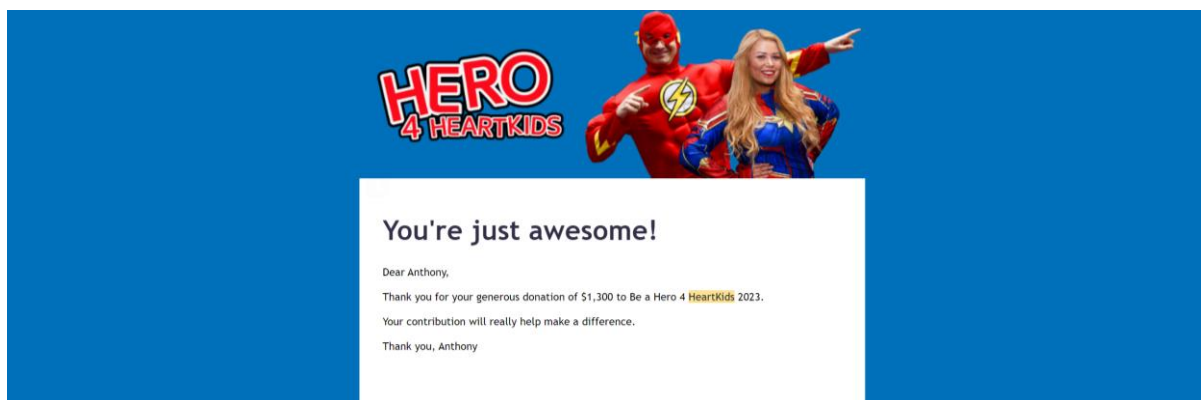 HERO
4 HEARTKIDS
You're just awesome!
Dear Anthony,
Thank you for your generous donation of $1,300 to Be a Hero 4 HeartKids 2023.
Your contribution will really help make a difference.
Thank you, Anthony